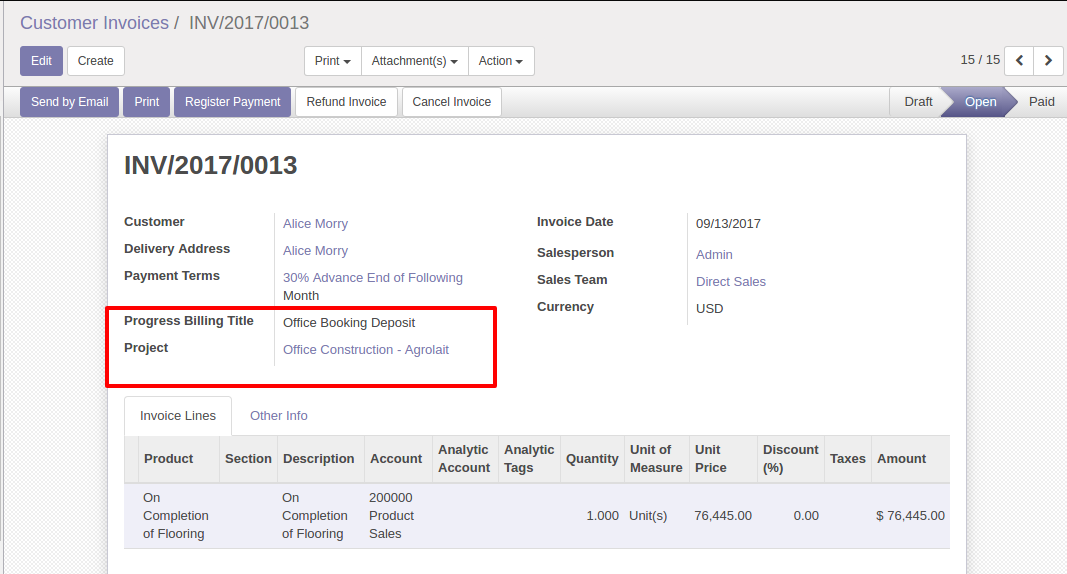 Customer Invoices / INV/2017/0013
Edit Create Print Attachment(s) Action 15 / 15
Send by Email Print Register Payment Refund Invoice Cancel Invoice Draft Open Paid
INV/2017/0013
Customer Alice Morry
Delivery Address Alice Morry
Payment Terms 30% Advance End of Following
Month
Progress Billing Title Office Booking Deposit
Project Office Construction - Agrolait
Invoice Date 09/13/2017
Salesperson Admin
Sales Team Direct Sales
Currency USD
Invoice Lines Other Info
Product Section Description Account Analytic Account Analytic Tags Quantity Unit of Measure Unit Price Discount (%) Taxes Amount
On Completion of Flooring On Completion of Flooring 200000 Product Sales 1.000 Unit(s) 76,445.00 0.00 $ 76,445.00